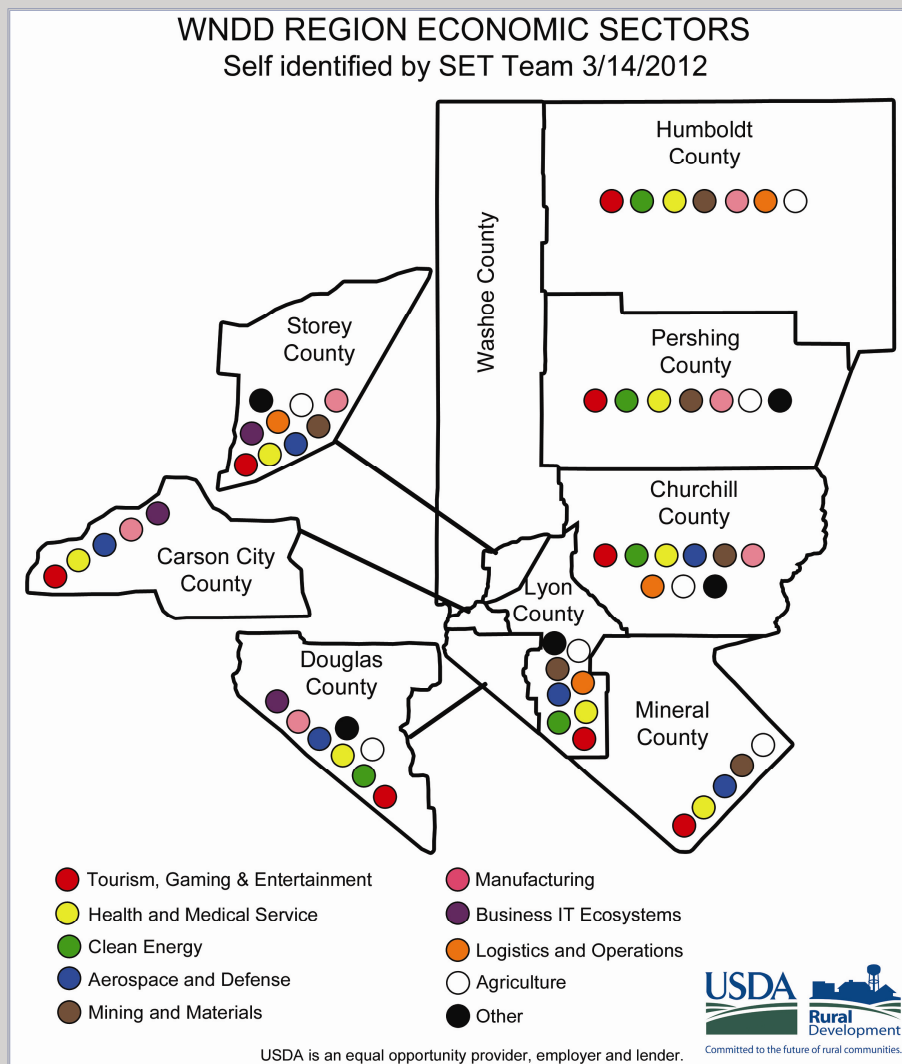 WNDD REGION ECONOMIC SECTORS
Self identified by SET Team 3/14/2012
Humboldt
County
Washoe County
Storey
County
Pershing
County
Churchill
County
Carson City
County
Lyon
County
Douglas
County
Mineral
County
Tourism, Gaming & Entertainment
Health and Medical Service
Clean Energy
Aerospace and Defense
Mining and Materials
Manufacturing
Business IT Ecosystems
Logistics and Operations
Agriculture
Other
USDA
Rural
Development
Committed to the future of rural communities.
USDA is an equal opportunity provider, employer and lender.